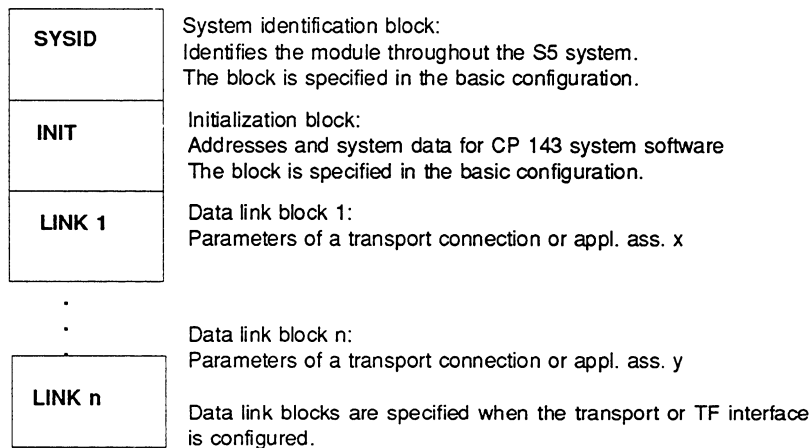 SYSID
System identification block:
Identifies the module throughout the S5 system.
The block is specified in the basic configuration.
INIT
Initialization block:
Addresses and system data for CP 143 system software
The block is specified in the basic configuration.
LINK 1
Data link block 1:
Parameters of a transport connection or appl. ass. x
Data link block n:
Parameters of a transport connection or appl. ass. y
LINK n
Data link blocks are specified when the transport or TF interface
is configured.